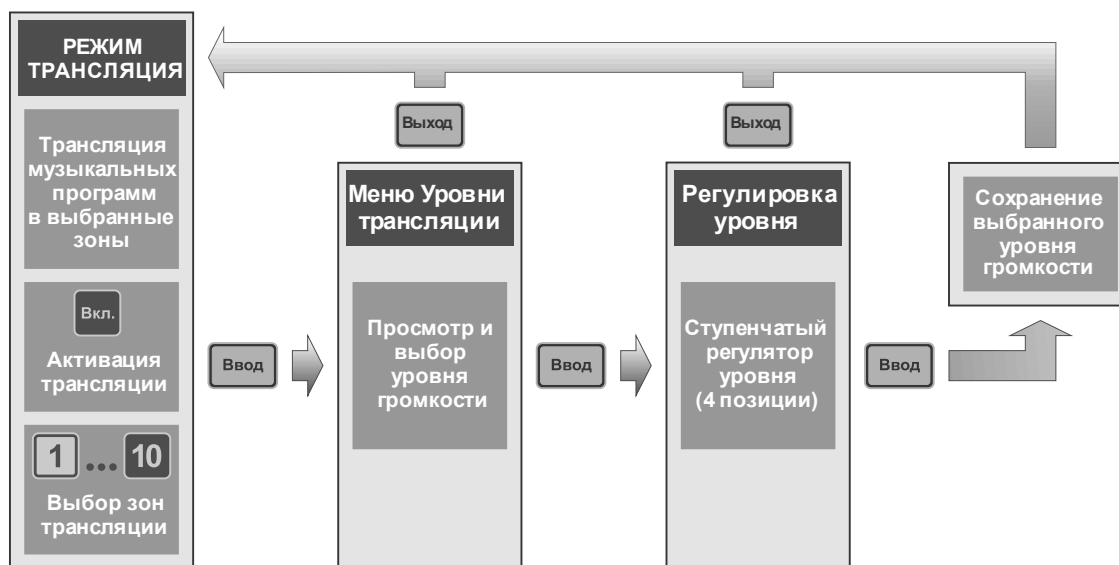 РЕЖИМ
ТРАНСЛЯЦИЯ
Трансляция
музыкальных
программ
в выбранные
зоны
Вкл.
Активация
трансляции
1 ... 10
Выбор зон
трансляции
Ввод
Выход
Меню Уровни
трансляции
Просмотр и
выбор
уровня
громкости
Ввод
Выход
Регулировка
уровня
Ступенчатый
регулятор
уровня
(4 позиции)
Ввод
Сохранение
выбранного
уровня
громкости